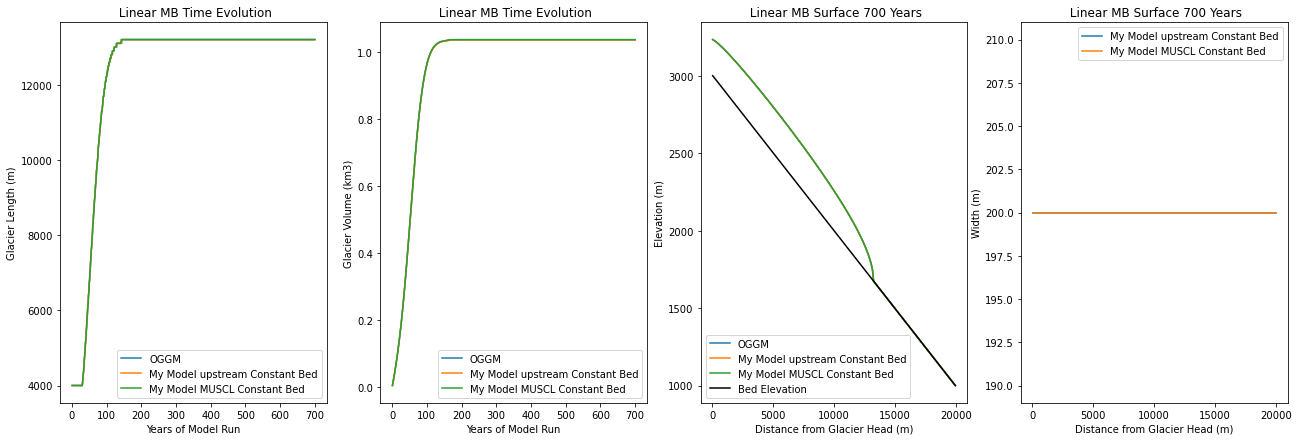 Linear MB Time Evolution
Glacier Length (m)
12000
10000
8000
6000
4000
0 100 200 300 400 500 600 700
Years of Model Run
OGGM
My Model upstream Constant Bed
My Model MUSCL Constant Bed
Linear MB Time Evolution
Glacier Volume (km3)
1.0
0.8
0.6
0.4
0.2
0.0
0 100 200 300 400 500 600 700
Years of Model Run
OGGM
My Model upstream Constant Bed
My Model MUSCL Constant Bed
Linear MB Surface 700 Years
Elevation (m)
3000
2500
2000
1500
1000
0 5000 10000 15000 20000
Distance from Glacier Head (m)
OGGM
My Model upstream Constant Bed
My Model MUSCL Constant Bed
Bed Elevation
Linear MB Surface 700 Years
Width (m)
210.0
207.5
205.0
202.5
200.0
197.5
195.0
192.5
190.0
0 5000 10000 15000 20000
Distance from Glacier Head (m)
My Model upstream Constant Bed
My Model MUSCL Constant Bed